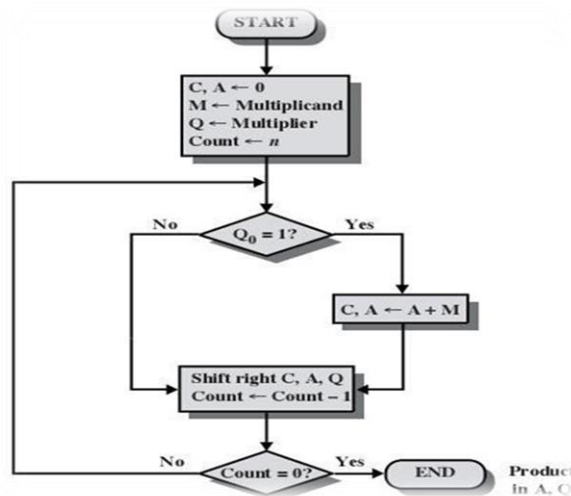 START
C, A ← 0
M ← Multiplicand
Q ← Multiplier
Count ← n
No
Yes
Q₀ = 1?
C, A ← A + M
Shift right C, A, Q
Count ← Count – 1
No
Yes
Count = 0?
END
Product
in A, Q